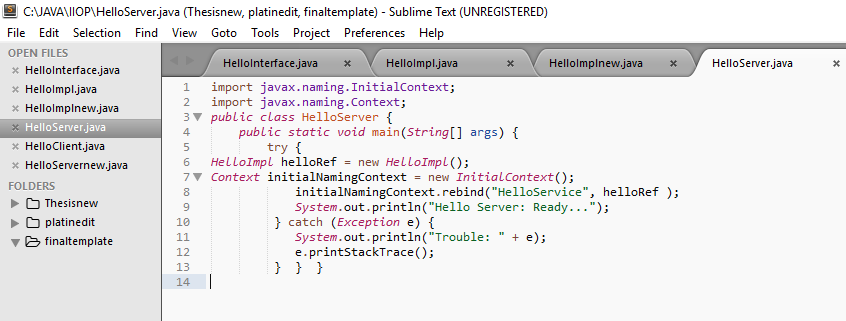 C:\JAVA\IIOP\HelloServer.java (Thesisnew, platinedit, finaltemplate) - Sublime Text (UNREGISTERED)
File Edit Selection Find View Goto Tools Project Preferences Help
OPEN FILES
HelloInterface.java
HelloImpl.java
HelloImplnew.java
HelloServer.java
HelloClient.java
HelloServernew.java
FOLDERS
Thesisnew
platinedit
finaltemplate
HelloInterface.java HelloImpl.java HelloImplnew.java HelloServer.java
1 import javax.naming.InitialContext;
2 import javax.naming.Context;
3 public class HelloServer {
4 public static void main(String[] args) {
5 try {
6 HelloImpl helloRef = new HelloImpl();
7 Context initialNamingContext = new InitialContext();
8 initialNamingContext.rebind("HelloService", helloRef );
9 System.out.println("Hello Server: Ready...");
10 } catch (Exception e) {
11 System.out.println("Trouble: " + e);
12 e.printStackTrace();
13 } } }
14